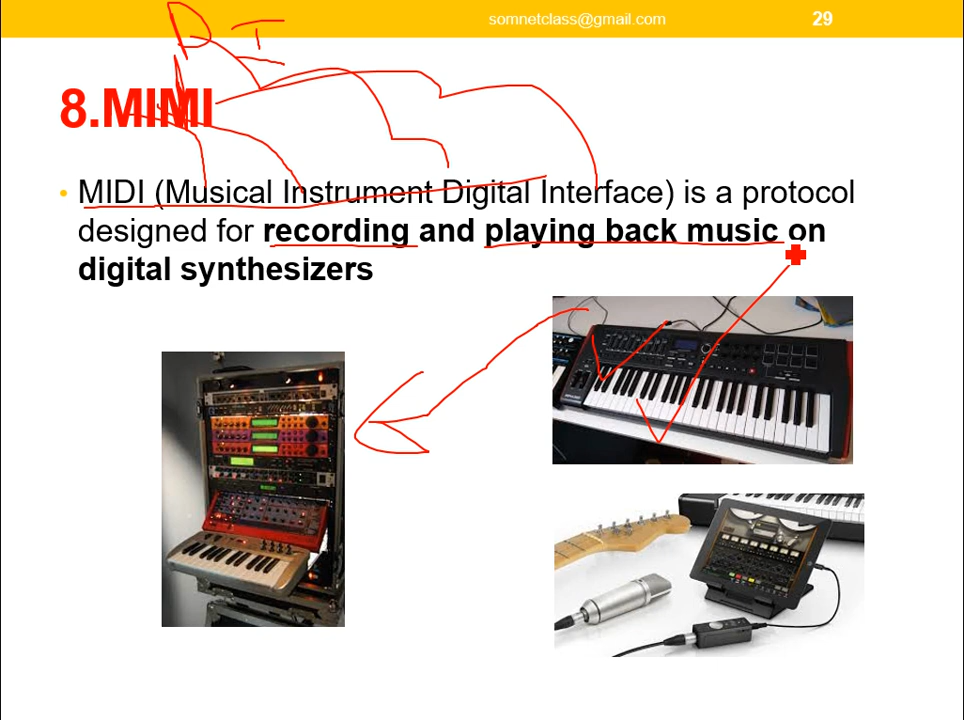 somnetclass@gmail.com 29
8.MIMI
• MIDI (Musical Instrument Digital Interface) is a protocol
designed for recording and playing back music on
digital synthesizers